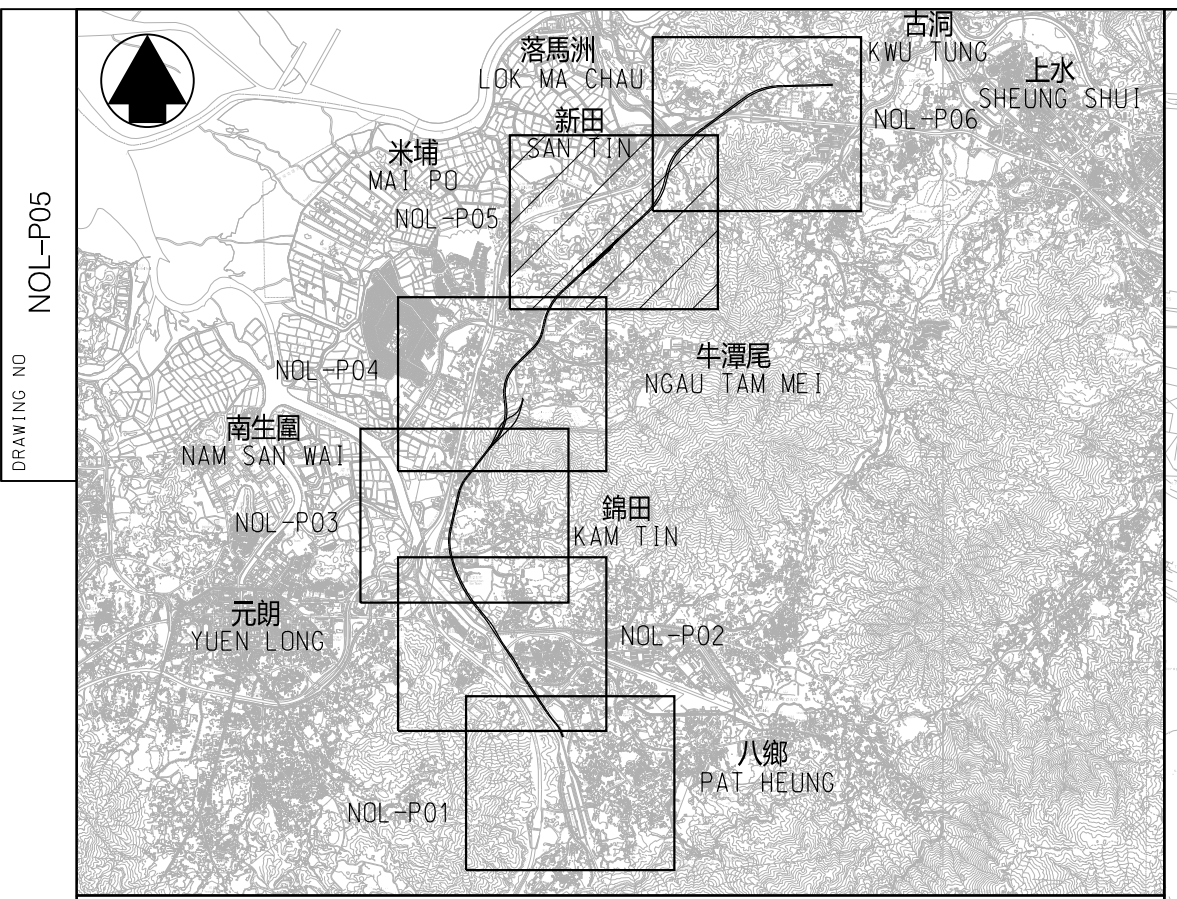 DRAWING NO
NOL-P05
古洞
KWU TUNG
落馬洲
LOK MA CHAU
上水
SHEUNG SHUI
NOL-P06
新田
SAN TIN
米埔
MAI PO
NOL-P05
牛潭尾
NGAU TAM MEI
NOL-P04
南生圍
NAM SAN WAI
錦田
KAM TIN
NOL-P03
元朗
YUEN LONG
NOL-P02
八鄉
PAT HEUNG
NOL-P01